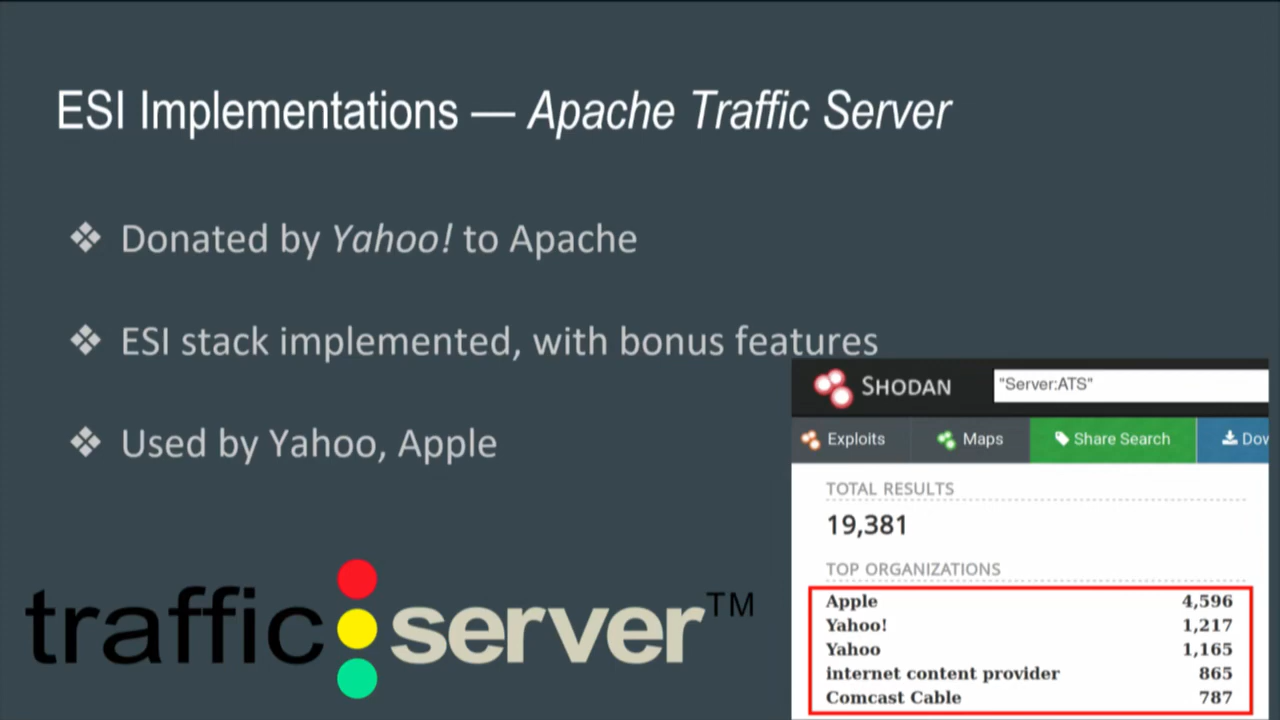 ESI Implementations — Apache Traffic Server
❖ Donated by Yahoo! to Apache
❖ ESI stack implemented, with bonus features
❖ Used by Yahoo, Apple
traffic server™
SHODAN "Server:ATS"
Exploits Maps Share Search Dow
TOTAL RESULTS
19,381
TOP ORGANIZATIONS
Apple 4,596
Yahoo! 1,217
Yahoo 1,165
internet content provider 865
Comcast Cable 787